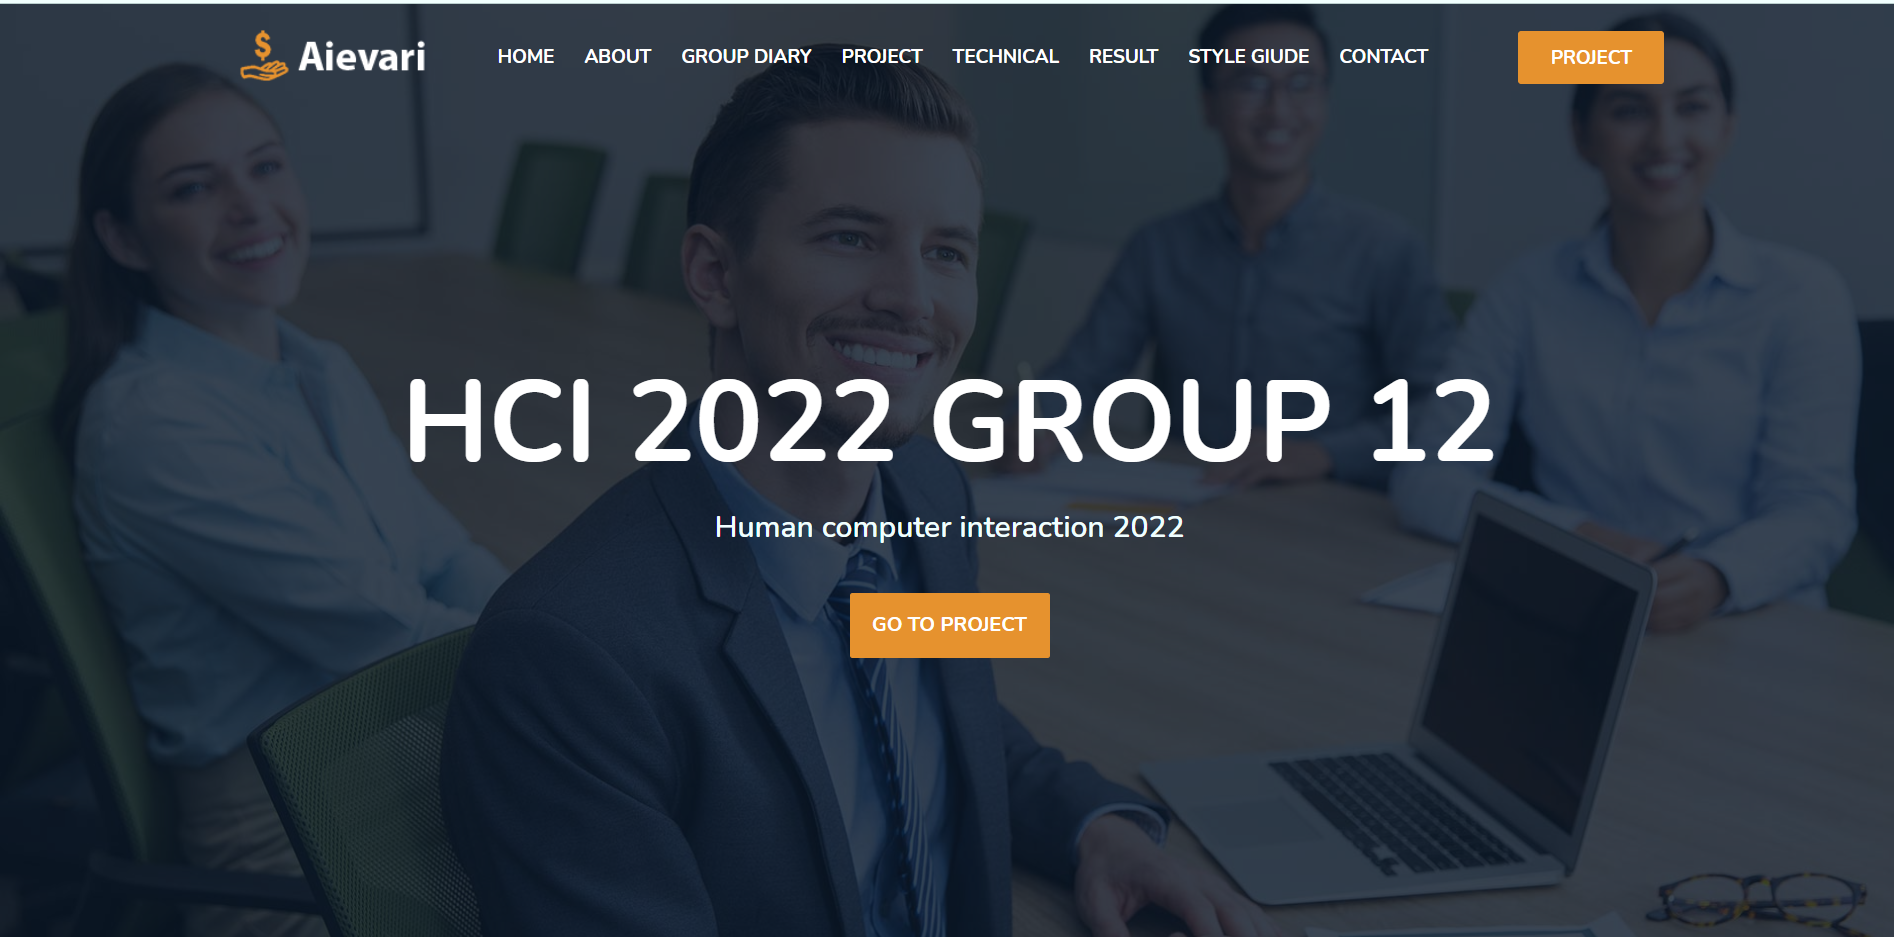 Aievari
HOME ABOUT GROUP DIARY PROJECT TECHNICAL RESULT STYLE GIUDE CONTACT PROJECT
HCI 2022 GROUP 12
Human computer interaction 2022
GO TO PROJECT